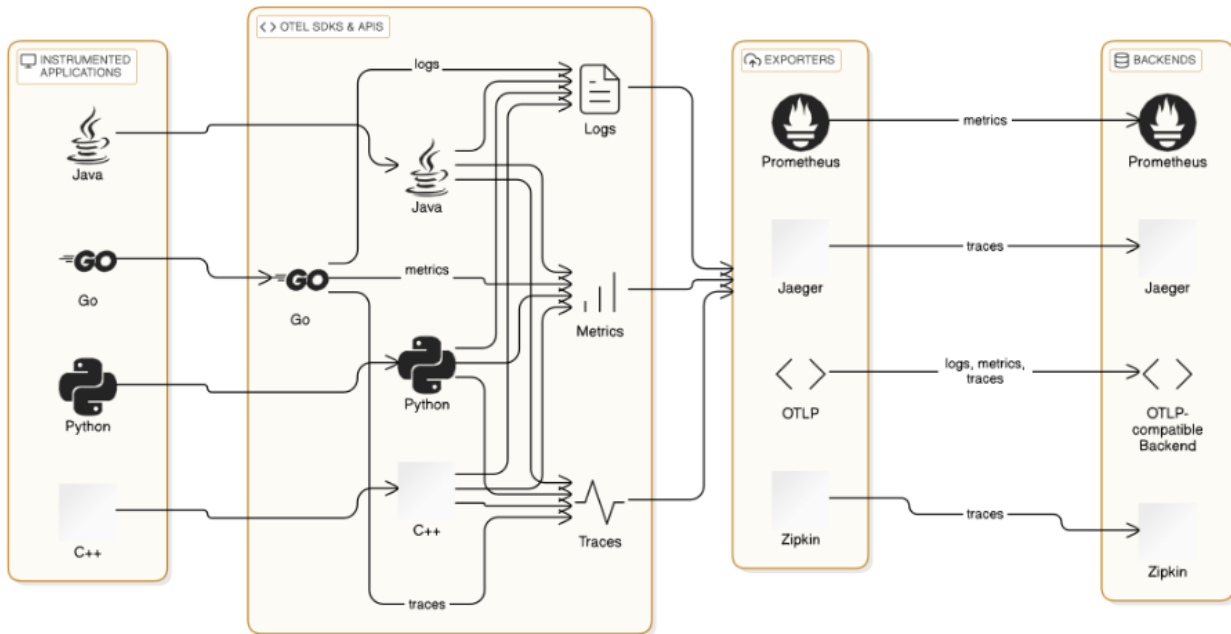 INSTRUMENTED
APPLICATIONS
Java
GO
Go
Python
C++
OTEL SDKS & APIS
logs
Java
metrics
GO
Go
Python
C++
traces
Logs
Metrics
Traces
EXPORTERS
Prometheus
Jaeger
OTLP
Zipkin
metrics
traces
logs, metrics,
traces
traces
BACKENDS
Prometheus
Jaeger
OTLP-
compatible
Backend
Zipkin